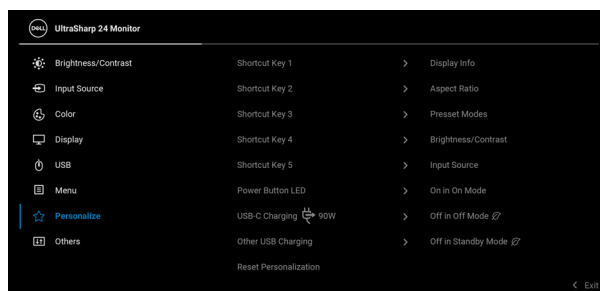 DELL UltraSharp 24 Monitor
Brightness/Contrast Shortcut Key 1 > Display Info
Input Source Shortcut Key 2 > Aspect Ratio
Color Shortcut Key 3 > Presset Modes
Display Shortcut Key 4 > Brightness/Contrast
USB Shortcut Key 5 > Input Source
Menu Power Button LED > On in On Mode
Personalize USB-C Charging 90W > Off in Off Mode
Others Other USB Charging > Off in Standby Mode
Reset Personalization
< Exit